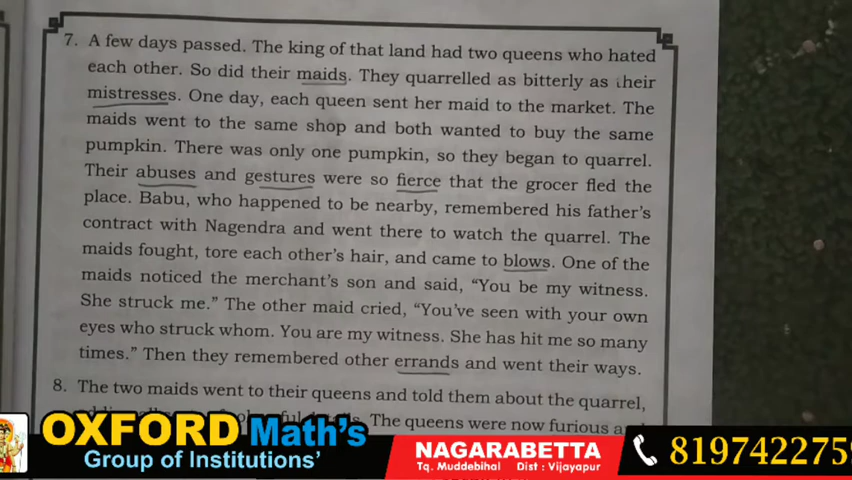 7. A few days passed. The king of that land had two queens who hated
each other. So did their maids. They quarrelled as bitterly as their
mistresses. One day, each queen sent her maid to the market. The
maids went to the same shop and both wanted to buy the same
pumpkin. There was only one pumpkin, so they began to quarrel.
Their abuses and gestures were so fierce that the grocer fled the
place. Babu, who happened to be nearby, remembered his father's
contract with Nagendra and went there to watch the quarrel. The
maids fought, tore each other's hair, and came to blows. One of the
maids noticed the merchant's son and said, "You be my witness.
She struck me." The other maid cried, "You've seen with your own
eyes who struck whom. You are my witness. She has hit me so many
times." Then they remembered other errands and went their ways.
8. The two maids went to their queens and told them about the quarrel,
The queens were now furious
OXFORD Math's
Group of Institutions'
NAGARABETTA
Tq. Muddebihal Dist : Vijayapur
819742275